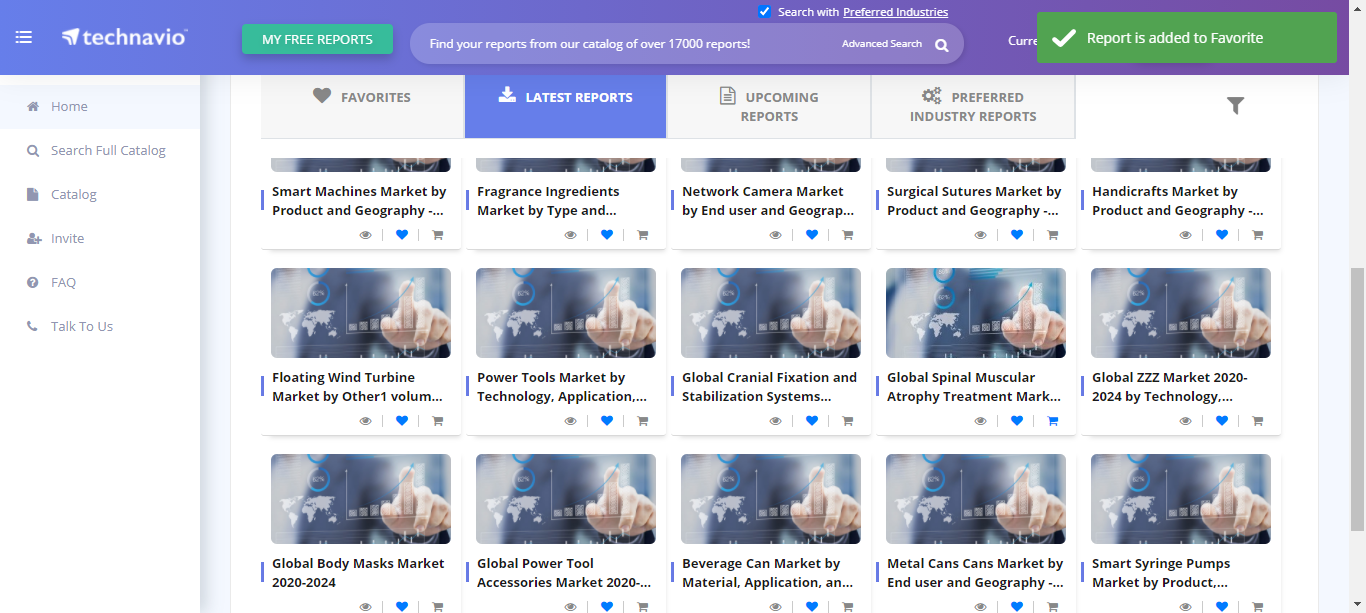 Search with Preferred Industries
technavio
MY FREE REPORTS
Find your reports from our catalog of over 17000 reports!
Advanced Search
Curre
Report is added to Favorite
Home
Search Full Catalog
Catalog
Invite
FAQ
Talk To Us
FAVORITES
LATEST REPORTS
UPCOMING
REPORTS
PREFERRED
INDUSTRY REPORTS
Smart Machines Market by
Product and Geography -...
Fragrance Ingredients
Market by Type and...
Network Camera Market
by End user and Geograp...
Surgical Sutures Market by
Product and Geography -...
Handicrafts Market by
Product and Geography -...
Floating Wind Turbine
Market by Other1 volum...
Power Tools Market by
Technology, Application,...
Global Cranial Fixation and
Stabilization Systems...
Global Spinal Muscular
Atrophy Treatment Mark...
Global ZZZ Market 2020-
2024 by Technology,...
Global Body Masks Market
2020-2024
Global Power Tool
Accessories Market 2020-...
Beverage Can Market by
Material, Application, an...
Metal Cans Cans Market by
End user and Geography -...
Smart Syringe Pumps
Market by Product,...